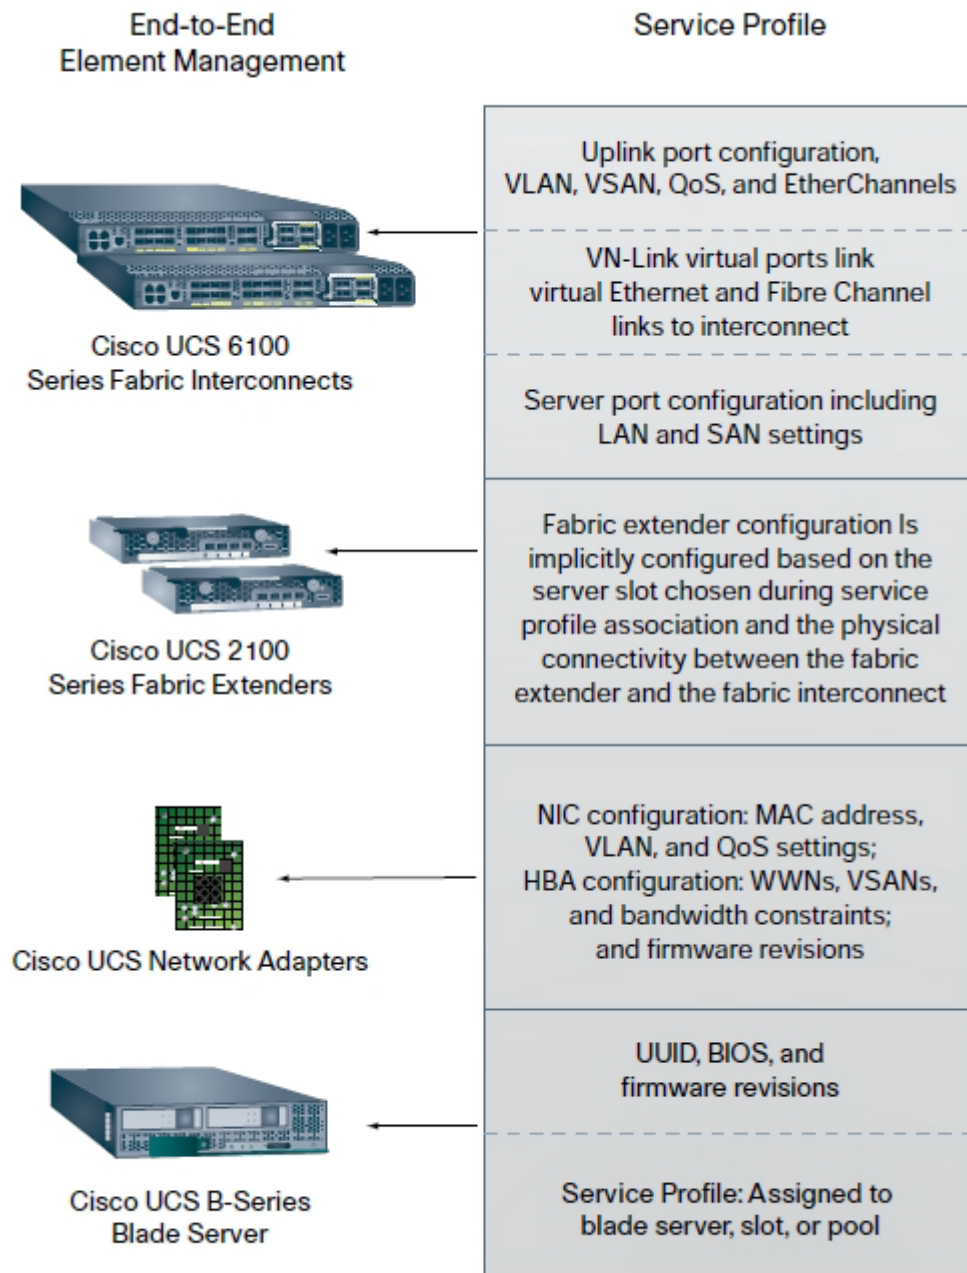 End-to-End
Element Management
Service Profile
Uplink port configuration,
VLAN, VSAN, QoS, and EtherChannels
VN-Link virtual ports link
virtual Ethernet and Fibre Channel
links to interconnect
Cisco UCS 6100
Series Fabric Interconnects
Server port configuration including
LAN and SAN settings
Fabric extender configuration Is
implicitly configured based on the
server slot chosen during service
profile association and the physical
connectivity between the fabric
extender and the fabric interconnect
Cisco UCS 2100
Series Fabric Extenders
NIC configuration: MAC address,
VLAN, and QoS settings;
HBA configuration: WWNs, VSANs,
and bandwidth constraints;
and firmware revisions
Cisco UCS Network Adapters
UUID, BIOS, and
firmware revisions
Cisco UCS B-Series
Blade Server
Service Profile: Assigned to
blade server, slot, or pool